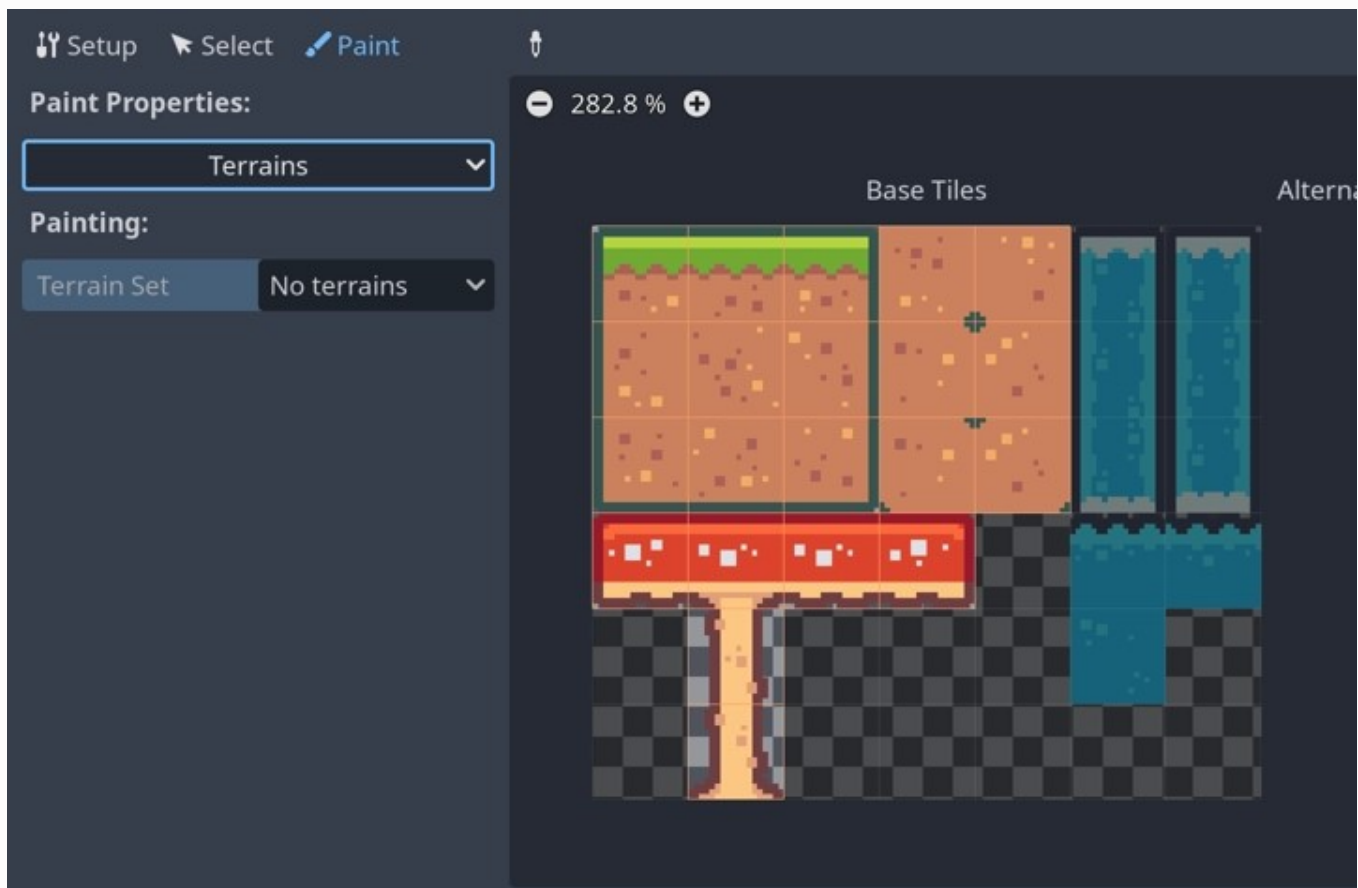 Setup Select Paint
Paint Properties:
282.8 %
Terrains
Base Tiles
Painting:
Terrain Set No terrains